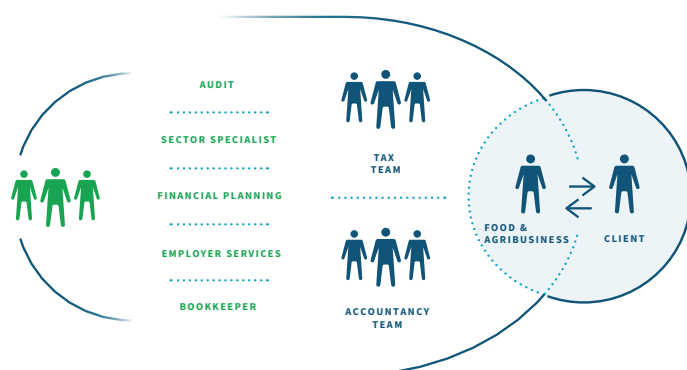 AUDIT
SECTOR SPECIALIST
FINANCIAL PLANNING
EMPLOYER SERVICES
BOOKKEEPER
TAX
TEAM
ACCOUNTANCY
TEAM
FOOD &
AGRIBUSINESS
CLIENT